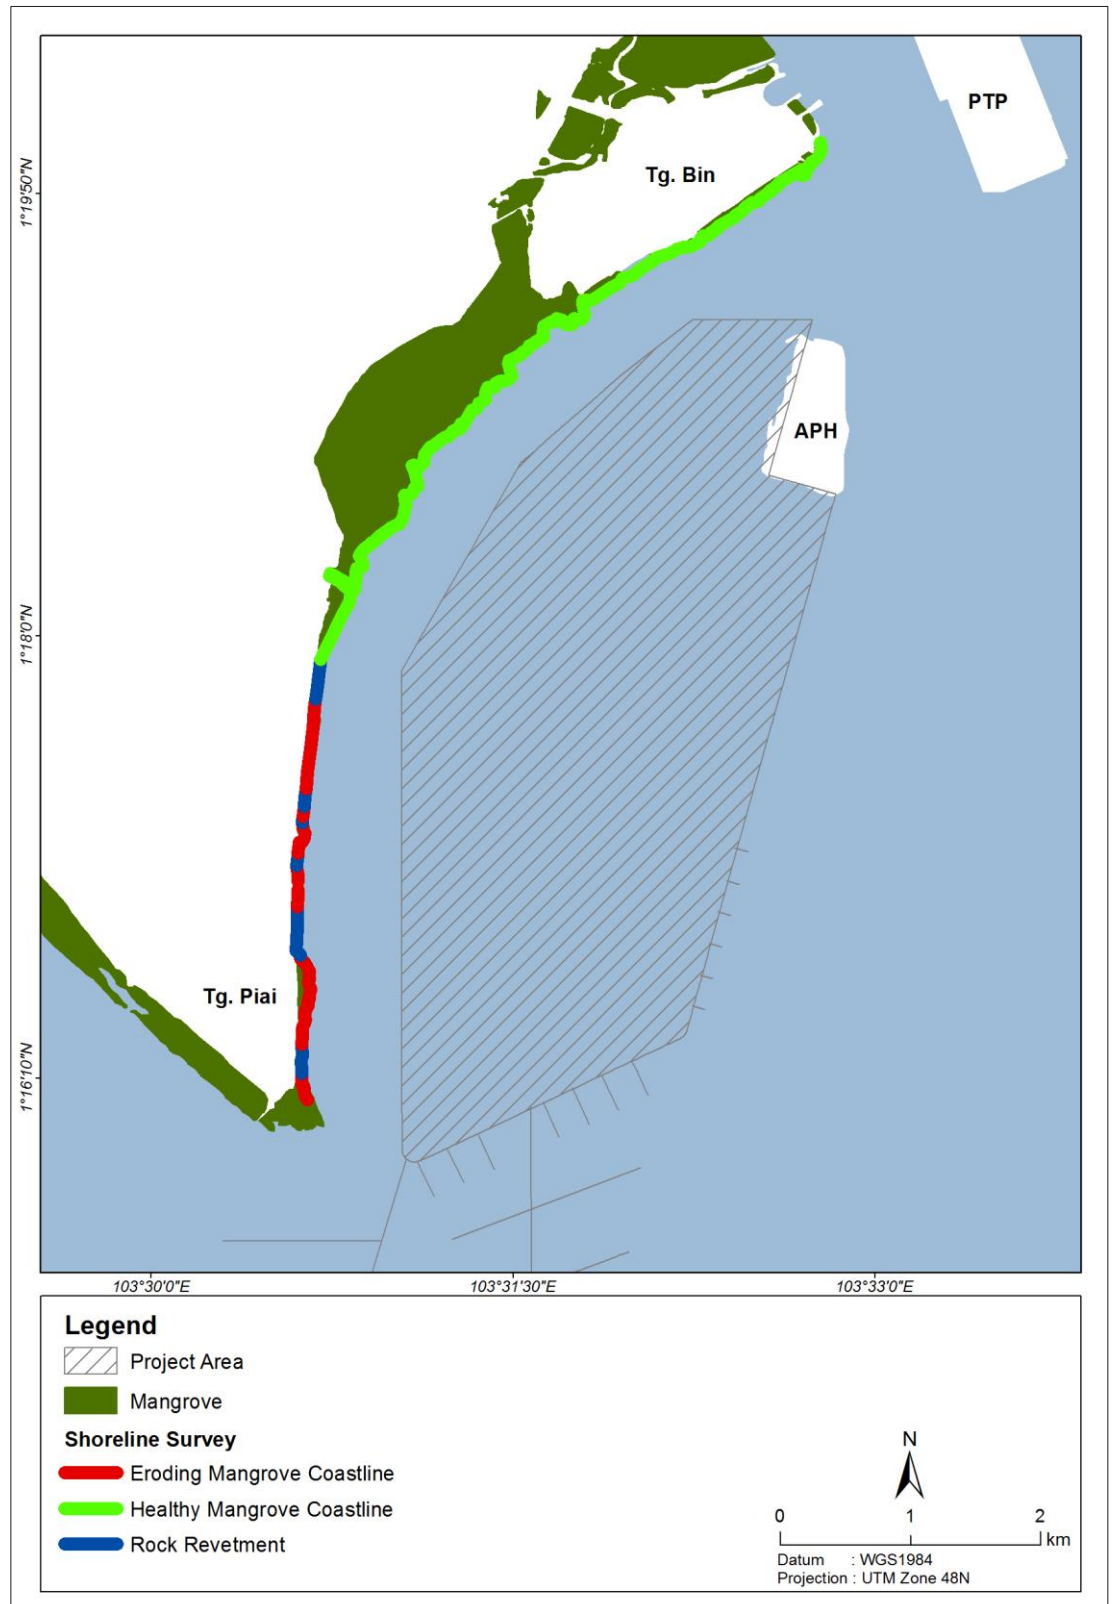 PTP
Tg. Bin
1°19'50"N
APH
1°18'0"N
Tg. Piai
1°16'10"N
103°30'0"E
103°31'30"E
103°33'0"E
Legend
Project Area
Mangrove
Shoreline Survey
Eroding Mangrove Coastline
Healthy Mangrove Coastline
Rock Revetment
N
0 1 2
km
Datum : WGS1984
Projection : UTM Zone 48N